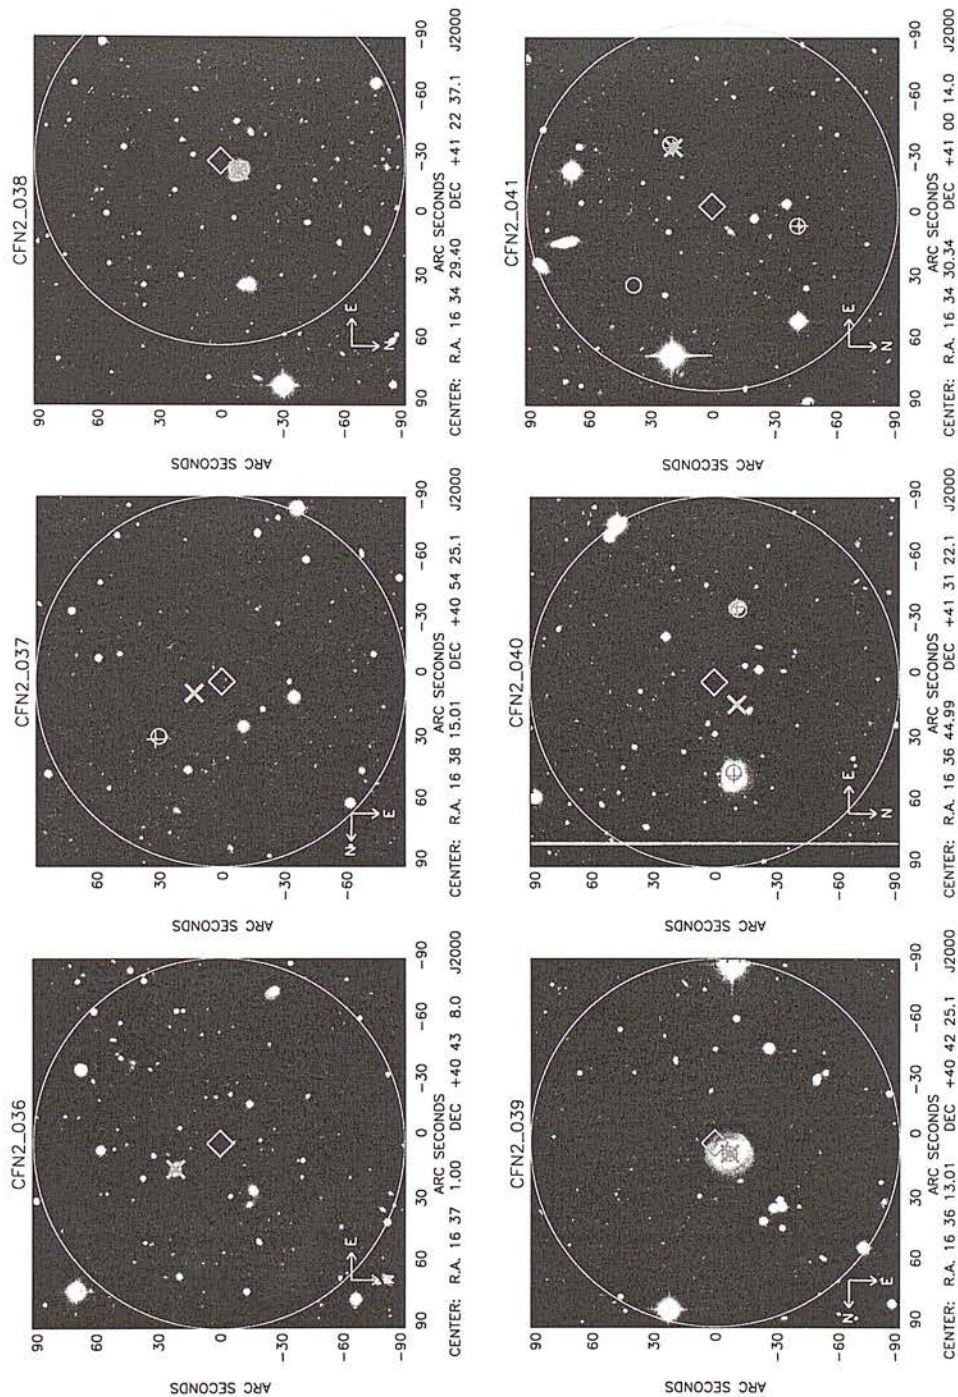 CFN2_036
90
60
30
0
-30
-60
-90
ARC SECONDS
E
N
90 60 30 0 -30 -60 -90
ARC SECONDS
CENTER: R.A. 16 37 1.00 DEC +40 43 8.0 J2000
CFN2_037
90
60
30
0
-30
-60
-90
ARC SECONDS
N
E
90 60 30 0 -30 -60 -90
ARC SECONDS
CENTER: R.A. 16 38 15.01 DEC +40 54 25.1 J2000
CFN2_038
90
60
30
0
-30
-60
-90
ARC SECONDS
E
N
90 60 30 0 -30 -60 -90
ARC SECONDS
CENTER: R.A. 16 34 29.40 DEC +41 22 37.1 J2000
CFN2_039
90
60
30
0
-30
-60
-90
ARC SECONDS
N
E
90 60 30 0 -30 -60 -90
ARC SECONDS
CENTER: R.A. 16 36 13.01 DEC +40 42 25.1 J2000
CFN2_040
90
60
30
0
-30
-60
-90
ARC SECONDS
E
N
90 60 30 0 -30 -60 -90
ARC SECONDS
CENTER: R.A. 16 36 44.99 DEC +41 31 22.1 J2000
CFN2_041
90
60
30
0
-30
-60
-90
ARC SECONDS
E
N
90 60 30 0 -30 -60 -90
ARC SECONDS
CENTER: R.A. 16 34 30.34 DEC +41 00 14.0 J2000